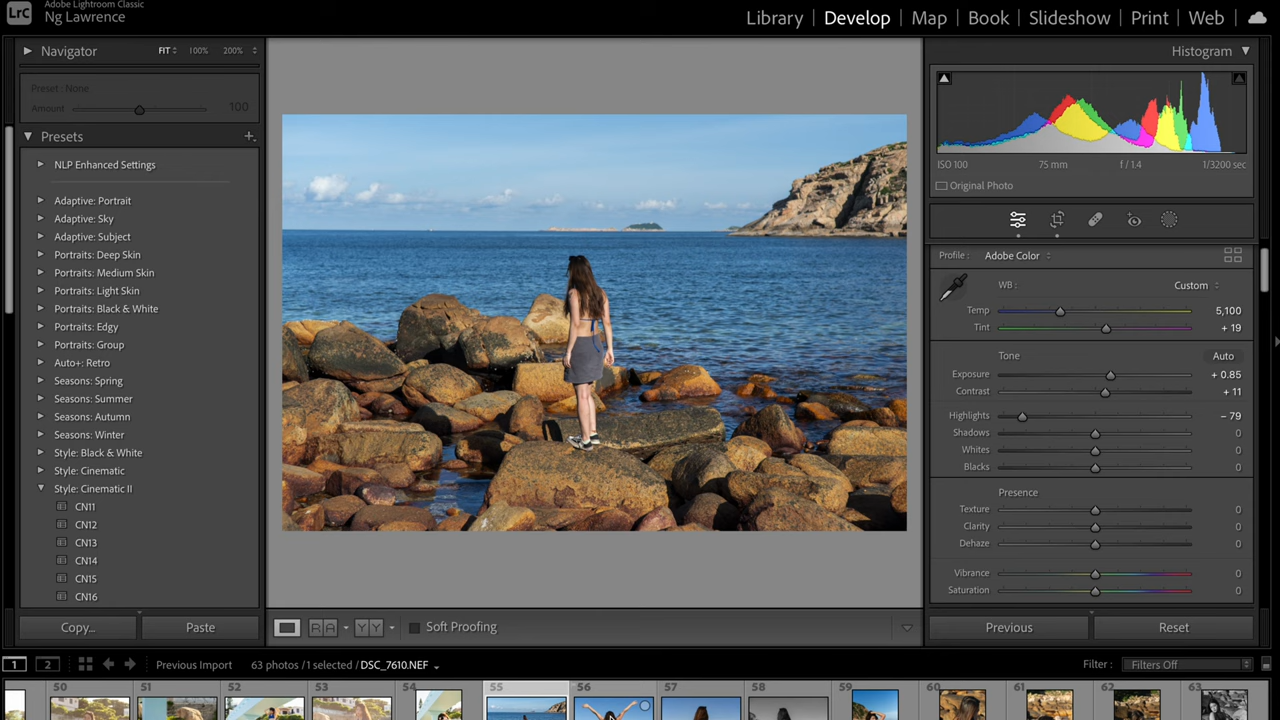 LrC
Adobe Lightroom Classic
Ng Lawrence
Library Develop Map Book Slideshow Print Web
Navigator FIT 100% 200%
Preset : None
Amount 100
Presets
NLP Enhanced Settings
Adaptive: Portrait
Adaptive: Sky
Adaptive: Subject
Portraits: Deep Skin
Portraits: Medium Skin
Portraits: Light Skin
Portraits: Black & White
Portraits: Edgy
Portraits: Group
Auto+: Retro
Seasons: Spring
Seasons: Summer
Seasons: Autumn
Seasons: Winter
Style: Black & White
Style: Cinematic
Style: Cinematic II
CN11
CN12
CN13
CN14
CN15
CN16
Copy... Paste
R A Y Y Soft Proofing
Histogram
ISO 100 75 mm f / 1.4 1/3200 sec
Original Photo
Profile : Adobe Color
WB : Custom
Temp 5,100
Tint + 19
Tone Auto
Exposure + 0.85
Contrast + 11
Highlights − 79
Shadows 0
Whites 0
Blacks 0
Presence
Texture 0
Clarity 0
Dehaze 0
Vibrance 0
Saturation 0
Previous Reset
1 2 Previous Import 63 photos / 1 selected / DSC_7610.NEF Filter : Filters Off
50 51 52 53 54 55 56 57 58 59 60 61 62 63